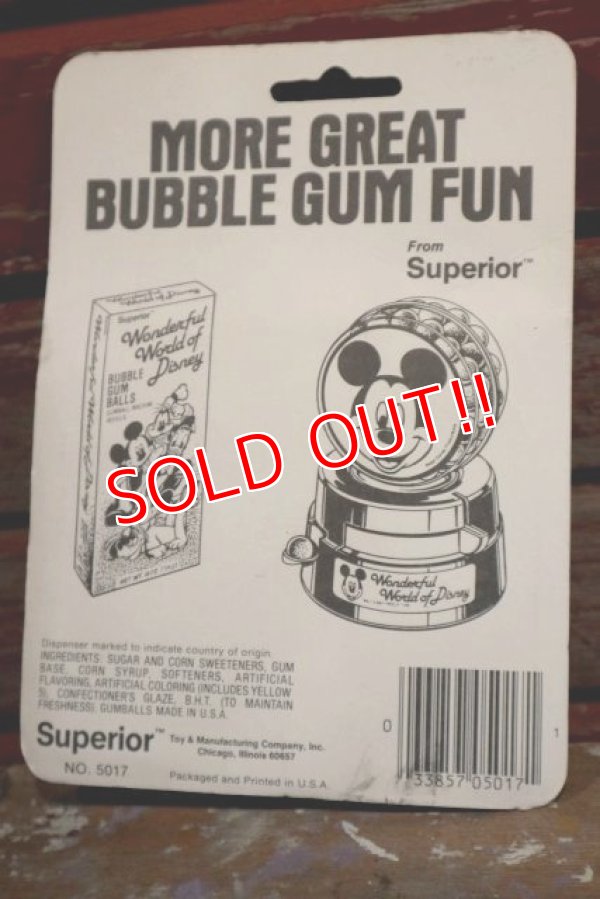 MORE GREAT
BUBBLE GUM FUN
From
Superior™
Superior
Wonderful
World of
Disney
BUBBLE
GUM
BALLS
SOLD OUT!!
Wonderful
World of Disney
Dispenser marked to indicate country of origin
INGREDIENTS: SUGAR AND CORN SWEETENERS, GUM
BASE, CORN SYRUP, SOFTENERS, ARTIFICIAL
FLAVORING, ARTIFICIAL COLORING (INCLUDES YELLOW
5), CONFECTIONER'S GLAZE, B.H.T. (TO MAINTAIN
FRESHNESS). GUMBALLS MADE IN U.S.A.
Superior™ Toy & Manufacturing Company, Inc.
Chicago, Illinois 60657
NO. 5017
Packaged and Printed in U.S.A.
0 33857 05017 1